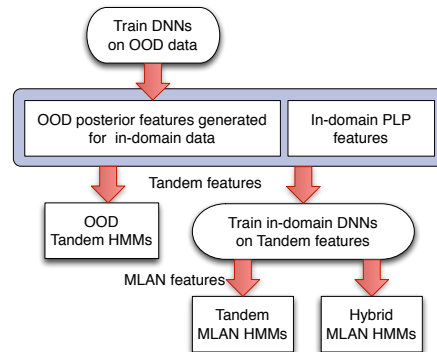 Train DNNs
on OOD data
OOD posterior features generated
for in-domain data
In-domain PLP
features
Tandem features
OOD
Tandem HMMs
Train in-domain DNNs
on Tandem features
MLAN features
Tandem
MLAN HMMs
Hybrid
MLAN HMMs